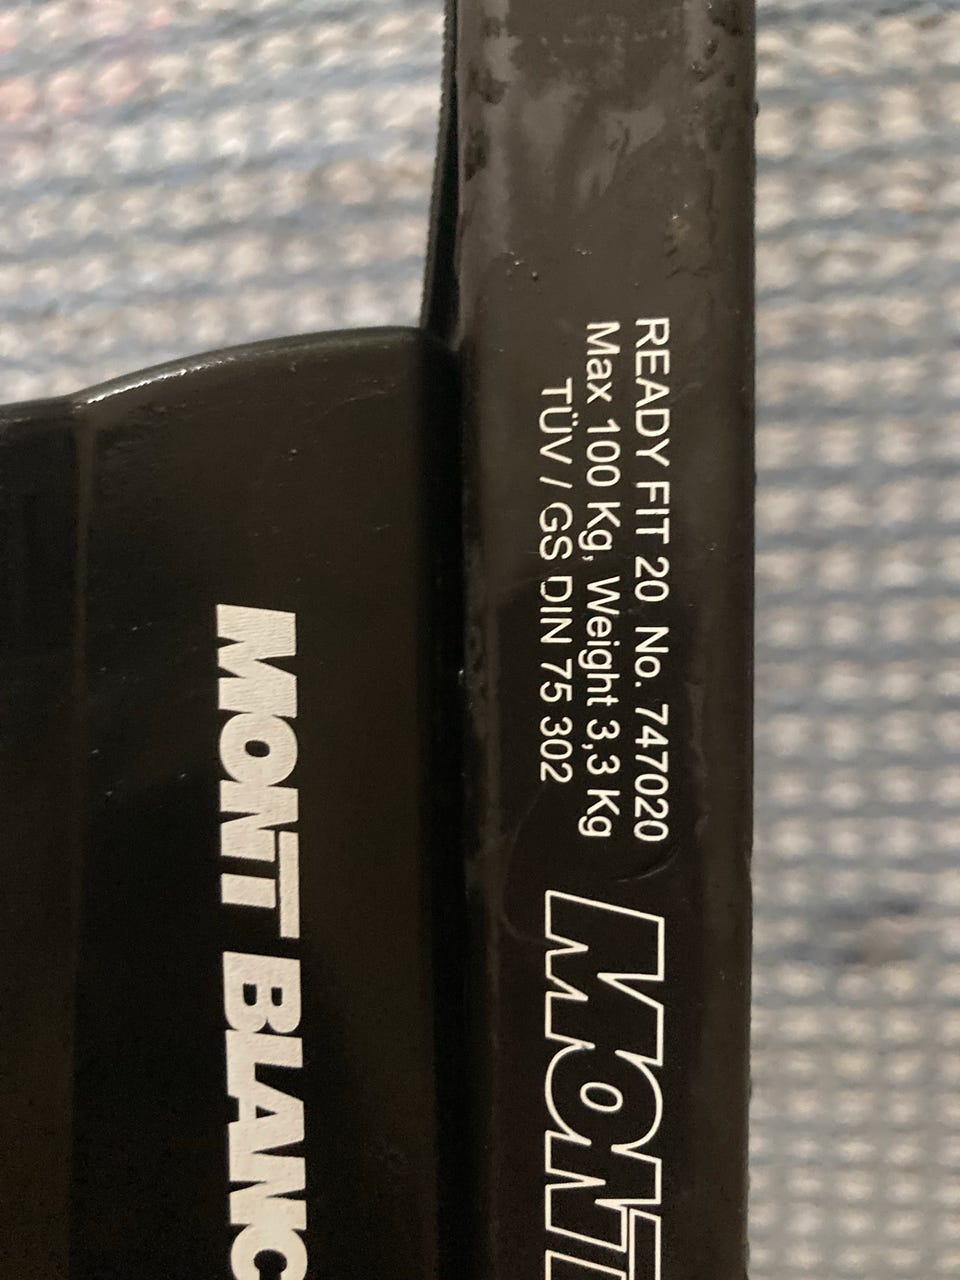 READY FIT 20 No. 747020
Max 100 Kg, Weight 3,3 Kg
TÜV / GS DIN 75 302
MONT
MONT BLANC